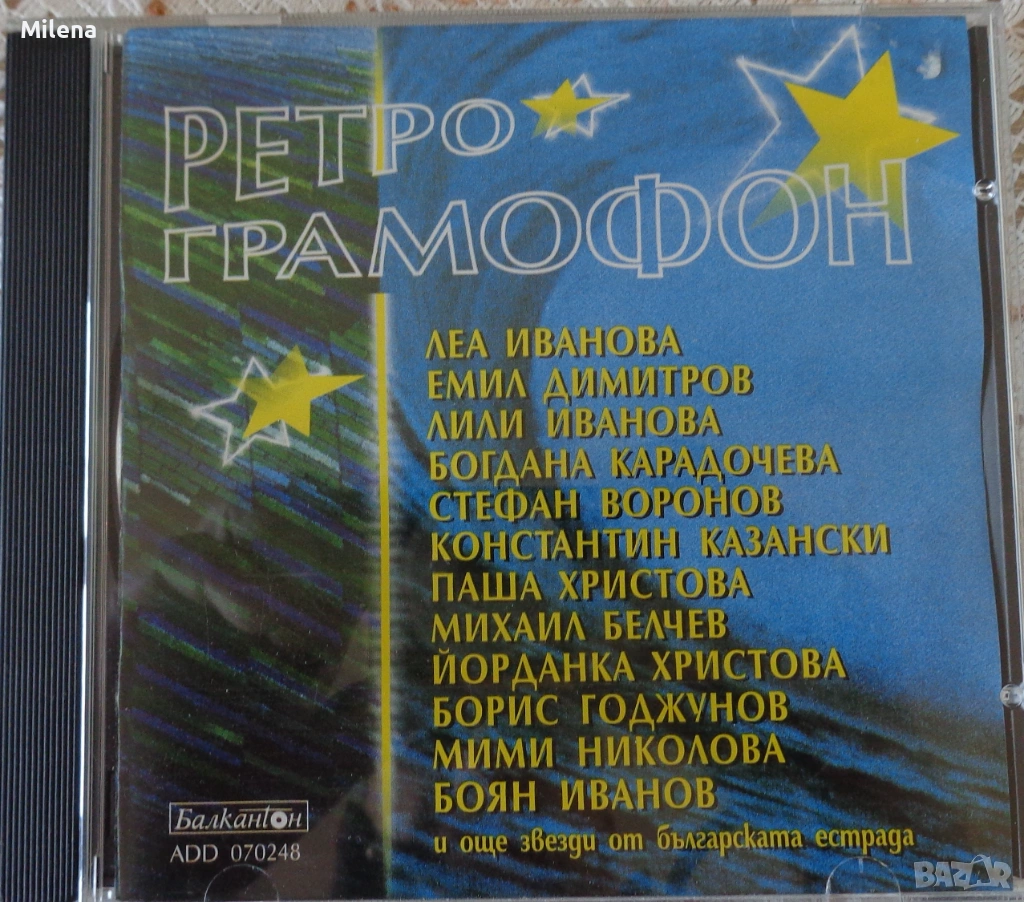 Milena
РЕТРО
ГРАМОФОН
ЛЕА ИВАНОВА
ЕМИЛ ДИМИТРОВ
ЛИЛИ ИВАНОВА
БОГДАНА КАРАДОЧЕВА
СТЕФАН ВОРОНОВ
КОНСТАНТИН КАЗАНСКИ
ПАША ХРИСТОВА
МИХАИЛ БЕЛЧЕВ
ЙОРДАНКА ХРИСТОВА
БОРИС ГОДЖУНОВ
МИМИ НИКОЛОВА
БОЯН ИВАНОВ
и още звезди от българската естрада
Балкантон
ADD 070248
BAZAR